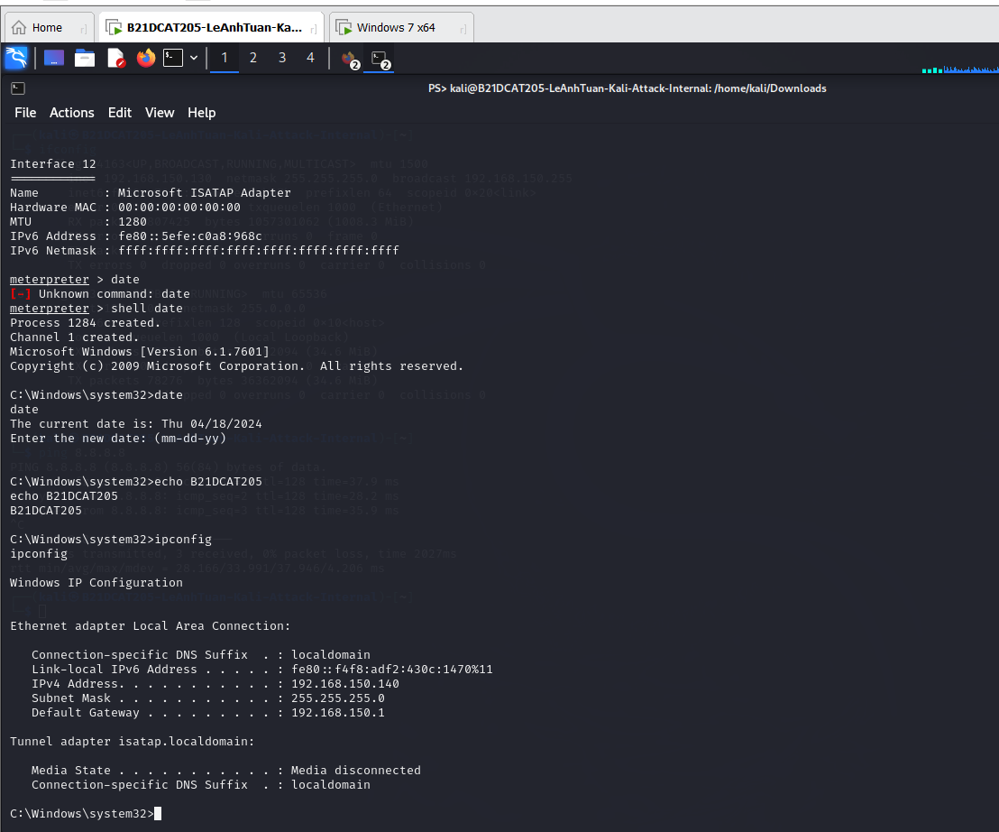 Home
B21DCAT205-LeAnhTuan-Ka...
Windows 7 x64
1 2 3 4
2
2
PS> kali@B21DCAT205-LeAnhTuan-Kali-Attack-Internal: /home/kali/Downloads
File Actions Edit View Help
Interface 12
============
Name         : Microsoft ISATAP Adapter
Hardware MAC : 00:00:00:00:00:00
MTU          : 1280
IPv6 Address : fe80::5efe:c0a8:968c
IPv6 Netmask : ffff:ffff:ffff:ffff:ffff:ffff:ffff:ffff
meterpreter > date
[-] Unknown command: date
meterpreter > shell date
Process 1284 created.
Channel 1 created.
Microsoft Windows [Version 6.1.7601]
Copyright (c) 2009 Microsoft Corporation.  All rights reserved.
C:\Windows\system32>date
date
The current date is: Thu 04/18/2024
Enter the new date: (mm-dd-yy)
C:\Windows\system32>echo B21DCAT205
echo B21DCAT205
B21DCAT205
C:\Windows\system32>ipconfig
ipconfig
Windows IP Configuration
Ethernet adapter Local Area Connection:
   Connection-specific DNS Suffix  . : localdomain
   Link-local IPv6 Address . . . . . : fe80::f4f8:adf2:430c:1470%11
   IPv4 Address. . . . . . . . . . . : 192.168.150.140
   Subnet Mask . . . . . . . . . . . : 255.255.255.0
   Default Gateway . . . . . . . . . : 192.168.150.1
Tunnel adapter isatap.localdomain:
   Media State . . . . . . . . . . . : Media disconnected
   Connection-specific DNS Suffix  . : localdomain
C:\Windows\system32>